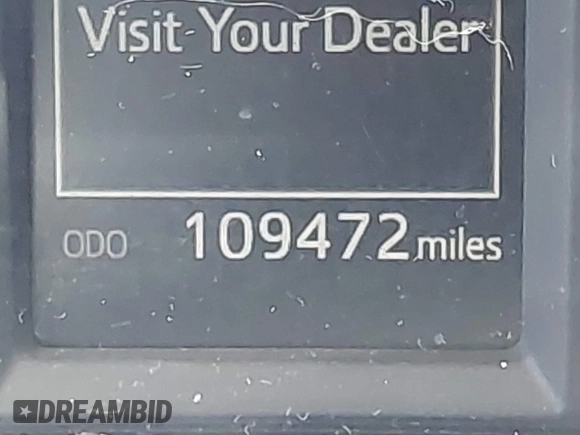 Visit Your Dealer
ODO 109472 miles
DREAMBID